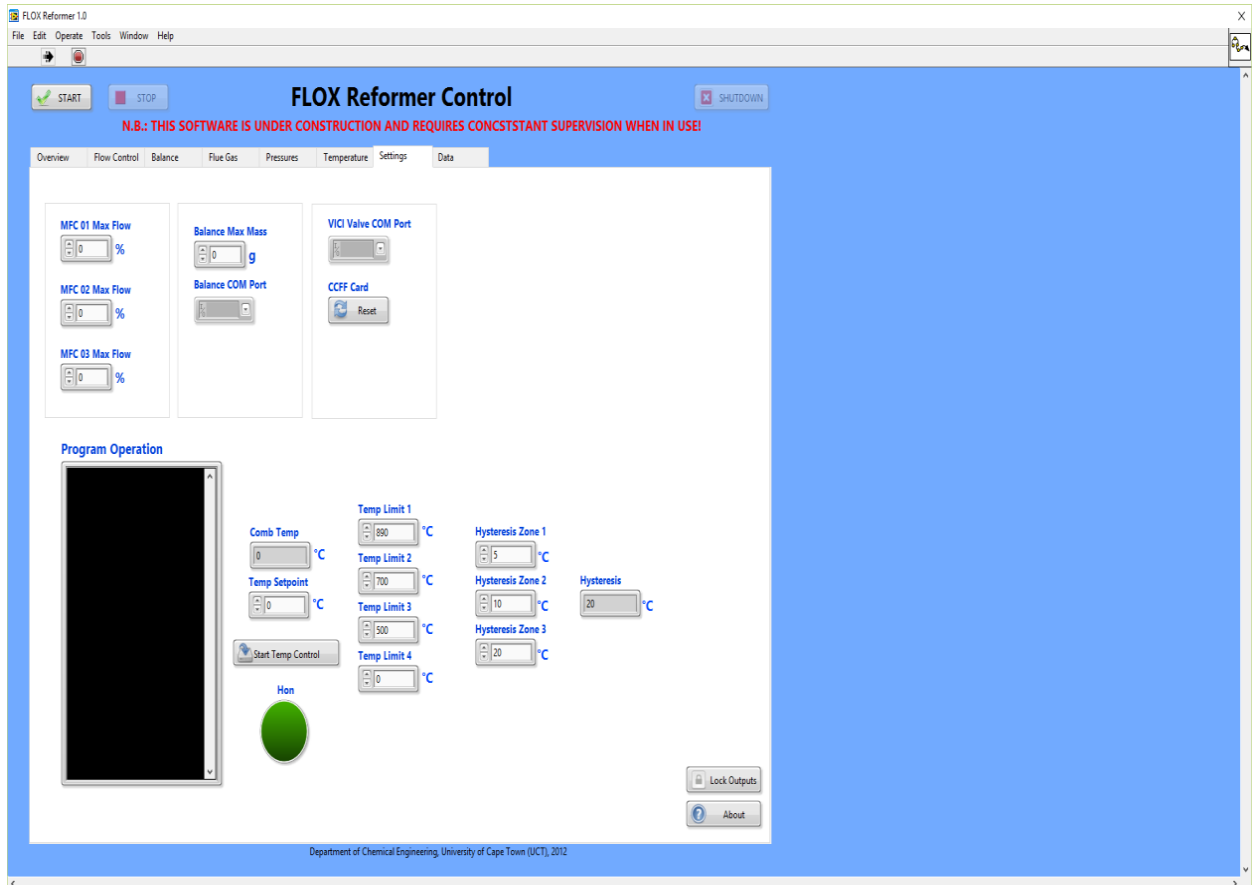 FLOX Reformer 1.0
X
File Edit Operate Tools Window Help
START
STOP
FLOX Reformer Control
SHUTDOWN
N.B.: THIS SOFTWARE IS UNDER CONSTRUCTION AND REQUIRES CONCSTSTANT SUPERVISION WHEN IN USE!
Overview Flow Control Balance Flue Gas Pressures Temperature Settings Data
MFC 01 Max Flow
0 %
MFC 02 Max Flow
0 %
MFC 03 Max Flow
0 %
Balance Max Mass
0 g
Balance COM Port
VICI Valve COM Port
CCFF Card
Reset
Program Operation
Comb Temp
0 °C
Temp Setpoint
0 °C
Start Temp Control
Hon
Temp Limit 1
890 °C
Temp Limit 2
700 °C
Temp Limit 3
500 °C
Temp Limit 4
0 °C
Hysteresis Zone 1
5 °C
Hysteresis Zone 2
10 °C
Hysteresis Zone 3
20 °C
Hysteresis
20 °C
Lock Outputs
About
Department of Chemical Engineering, University of Cape Town (UCT), 2012